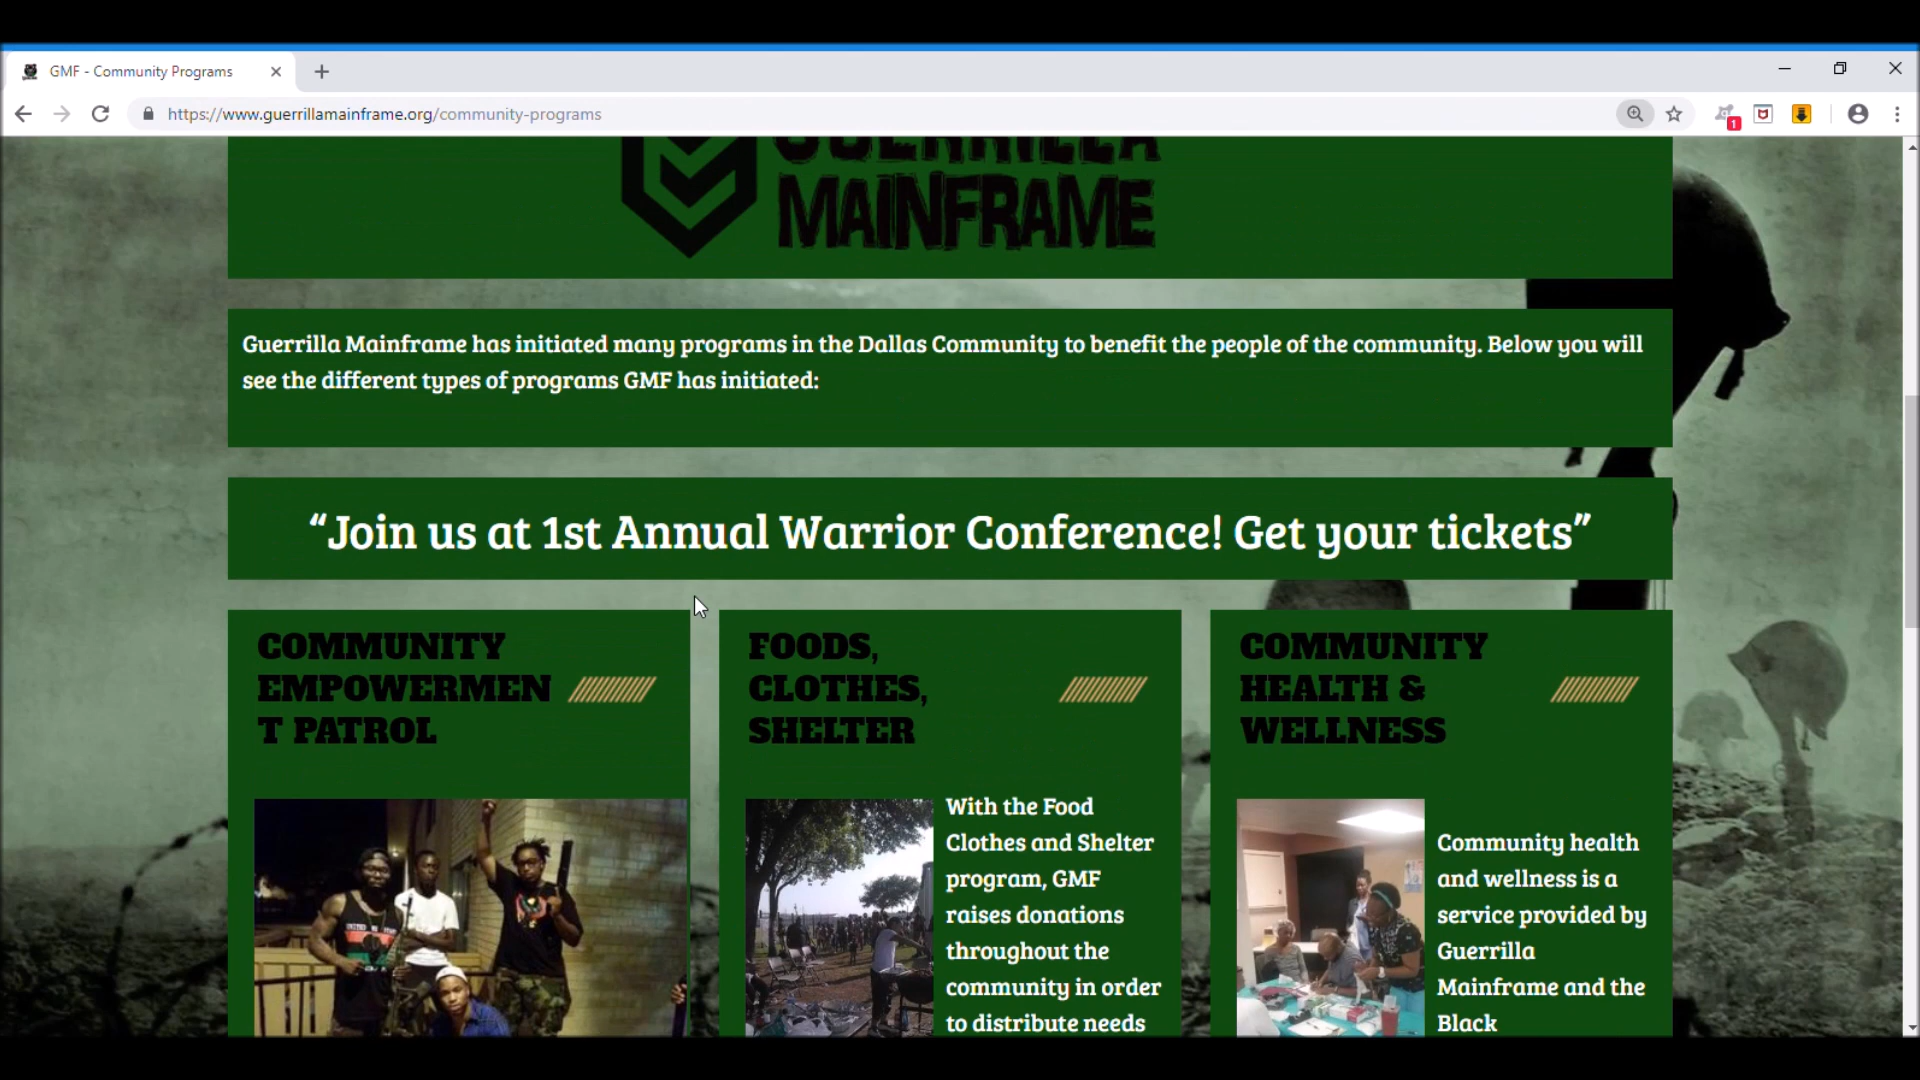 GMF - Community Programs
https://www.guerrillamainframe.org/community-programs
1
GUERRILLA
MAINFRAME
Guerrilla Mainframe has initiated many programs in the Dallas Community to benefit the people of the community. Below you will
see the different types of programs GMF has initiated:
“Join us at 1st Annual Warrior Conference! Get your tickets”
COMMUNITY
EMPOWERMEN
T PATROL
FOODS,
CLOTHES,
SHELTER
With the Food
Clothes and Shelter
program, GMF
raises donations
throughout the
community in order
to distribute needs
COMMUNITY
HEALTH &
WELLNESS
Community health
and wellness is a
service provided by
Guerrilla
Mainframe and the
Black